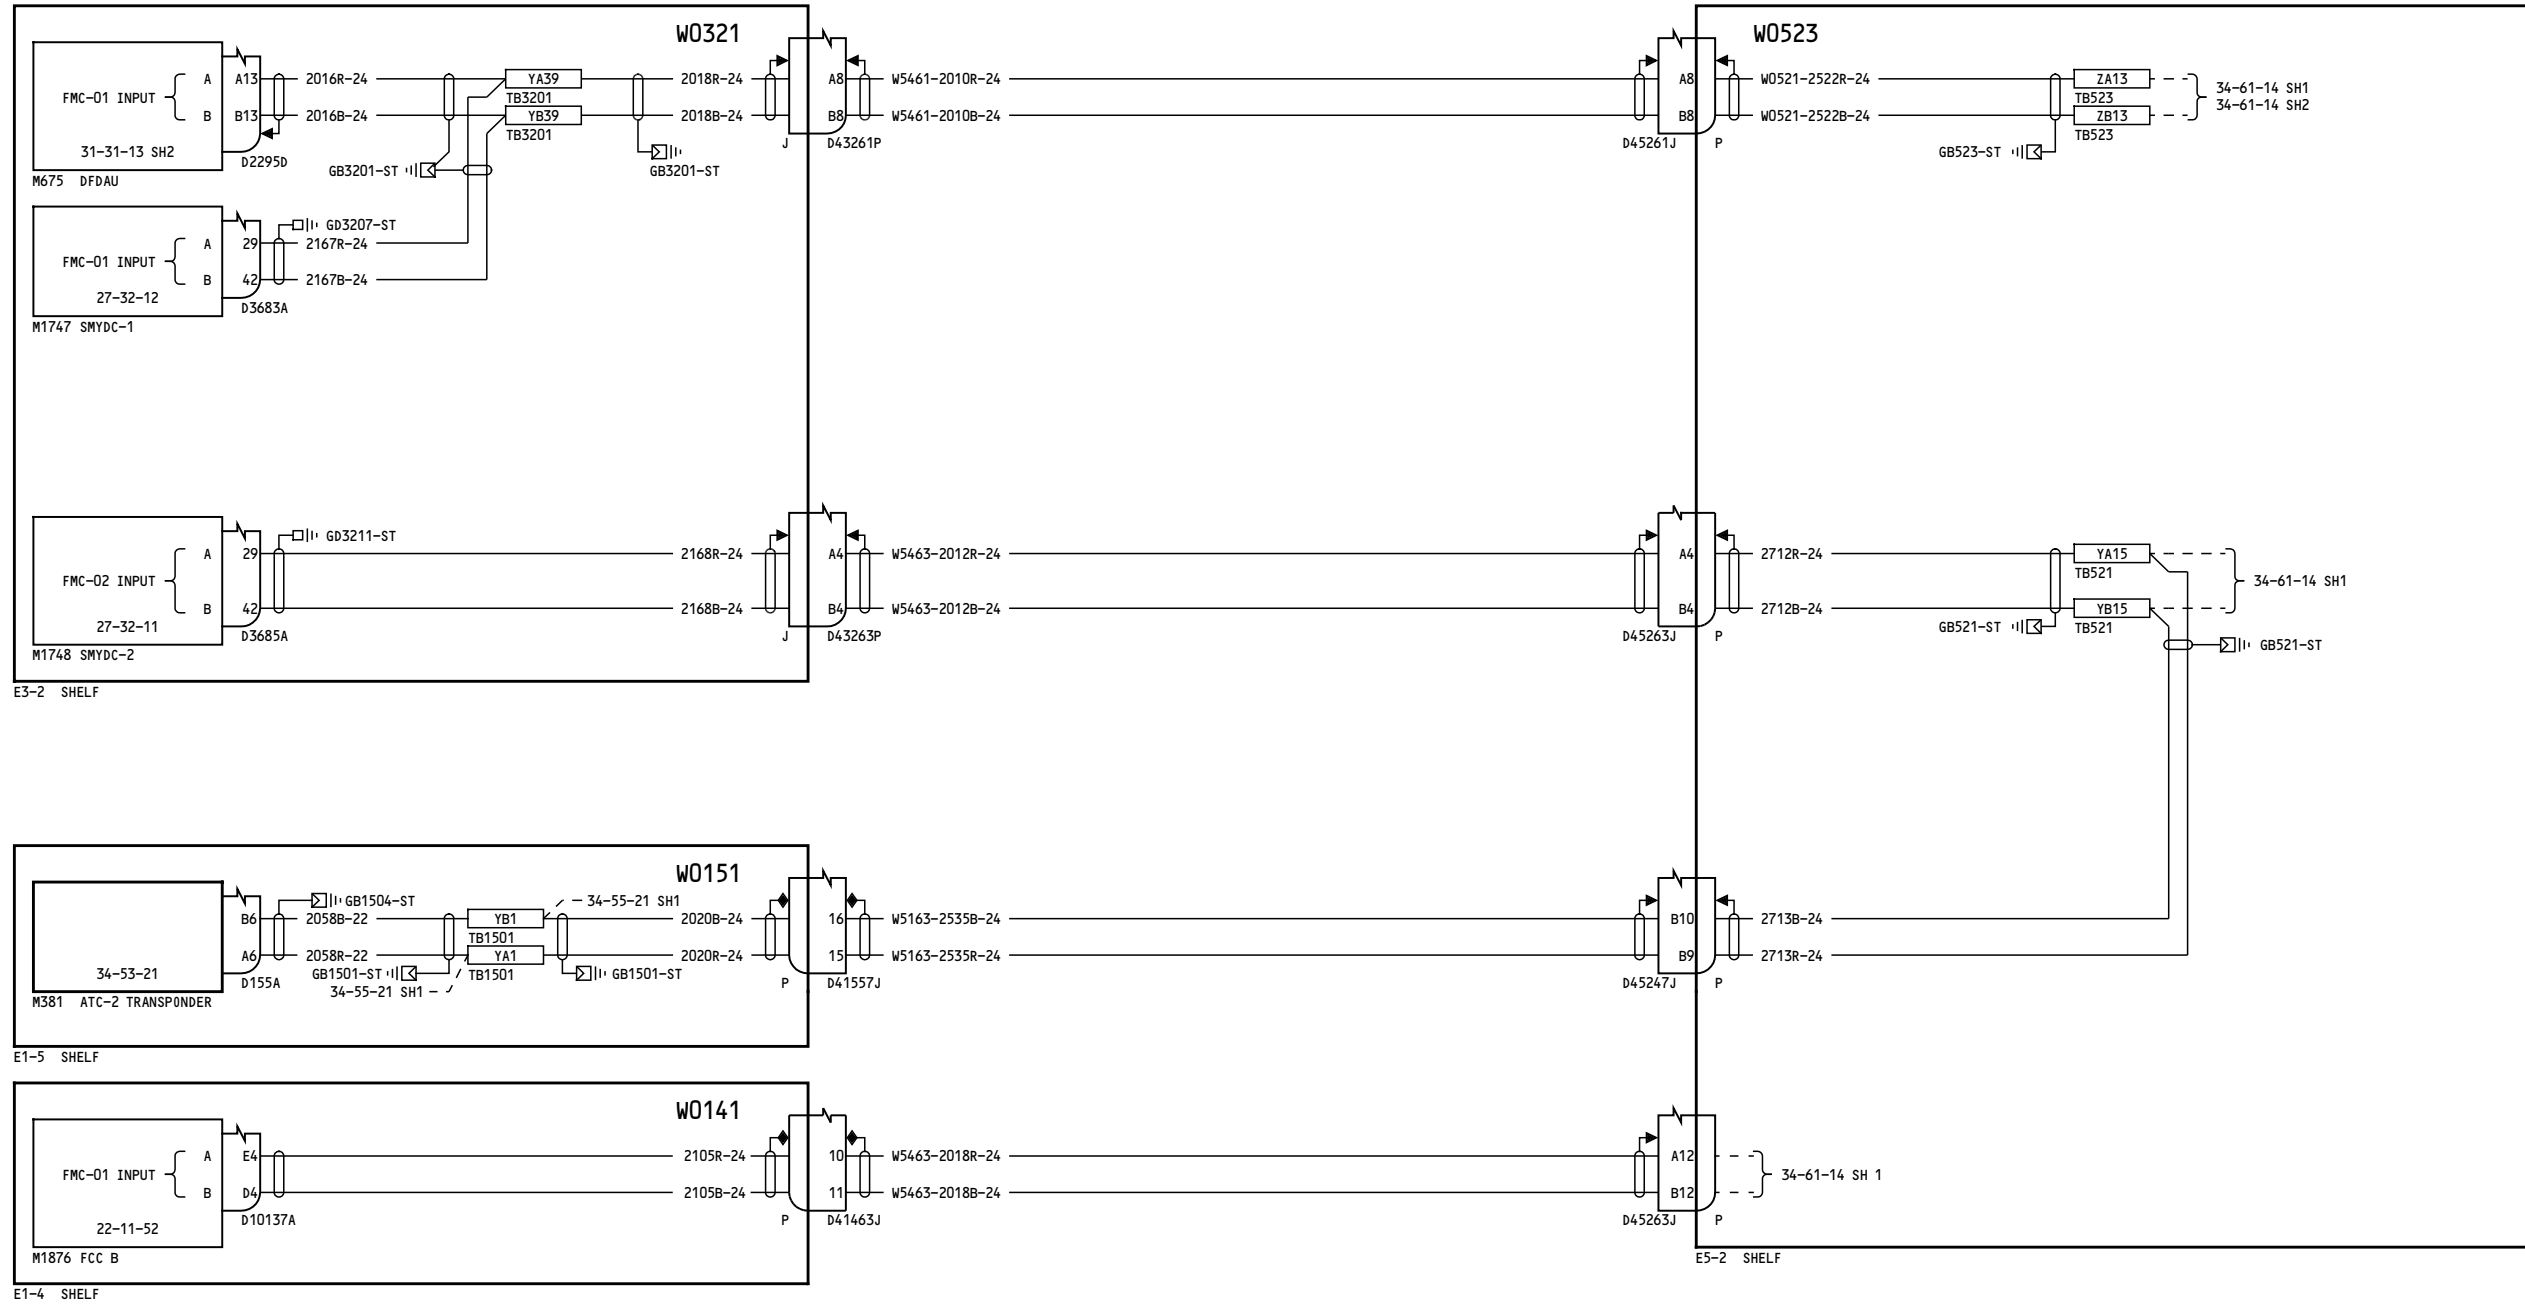 W0321
W0523
A
A13
2016R-24
YA39
2018R-24
A8
W5461-2010R-24
A8
W0521-2522R-24
ZA13
34-61-14 SH1
FMC-01 INPUT
TB3201
TB523
34-61-14 SH2
B
B13
2016B-24
YB39
2018B-24
B8
W5461-2010B-24
B8
W0521-2522B-24
ZB13
TB3201
TB523
31-31-13 SH2
D2295D
J
D43261P
D45261J
P
GB523-ST
GB3201-ST
GB3201-ST
M675 DFDAU
GD3207-ST
A
29
2167R-24
FMC-01 INPUT
B
42
2167B-24
27-32-12
D3683A
M1747 SMYDC-1
GD3211-ST
A
29
2168R-24
A4
W5463-2012R-24
A4
2712R-24
YA15
TB521
FMC-02 INPUT
34-61-14 SH1
B
42
2168B-24
B4
W5463-2012B-24
B4
2712B-24
YB15
27-32-11
D3685A
J
D43263P
D45263J
P
GB521-ST
TB521
GB521-ST
M1748 SMYDC-2
E3-2 SHELF
W0151
GB1504-ST
34-55-21 SH1
B6
2058B-22
YB1
2020B-24
16
W5163-2535B-24
B10
2713B-24
TB1501
A6
2058R-22
YA1
2020R-24
15
W5163-2535R-24
B9
2713R-24
34-53-21
GB1501-ST
TB1501
GB1501-ST
D155A
P
D41557J
D45247J
P
34-55-21 SH1
M381 ATC-2 TRANSPONDER
E1-5 SHELF
W0141
A
E4
2105R-24
10
W5463-2018R-24
A12
FMC-01 INPUT
34-61-14 SH 1
B
D4
2105B-24
11
W5463-2018B-24
B12
22-11-52
D10137A
P
D41463J
D45263J
P
M1876 FCC B
E5-2 SHELF
E1-4 SHELF